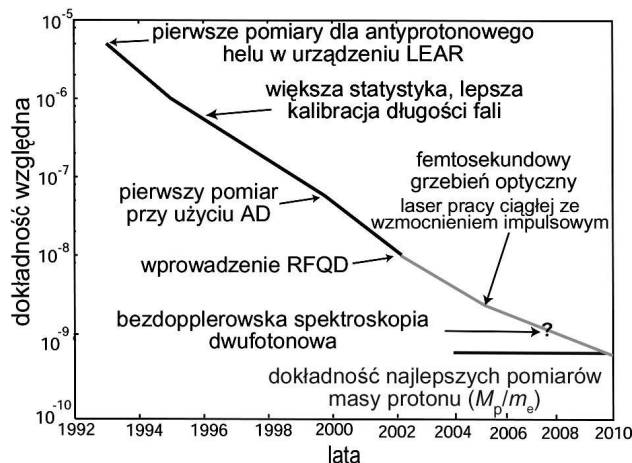 10⁻⁵
pierwsze pomiary dla antyprotonowego
helu w urządzeniu LEAR
10⁻⁶
większa statystyka, lepsza
kalibracja długości fali
10⁻⁷
femtosekundowy
grzebień optyczny
laser pracy ciągłej ze
wzmocnieniem impulsowym
pierwszy pomiar
przy użyciu AD
10⁻⁸
wprowadzenie RFQD
bezdopplerowska spektroskopia
dwufotonowa
?
10⁻⁹
dokładność najlepszych pomiarów
masy protonu (Mp/me)
10⁻¹⁰
dokładność względna
1992 1994 1996 1998 2000 2002 2004 2006 2008 2010
lata